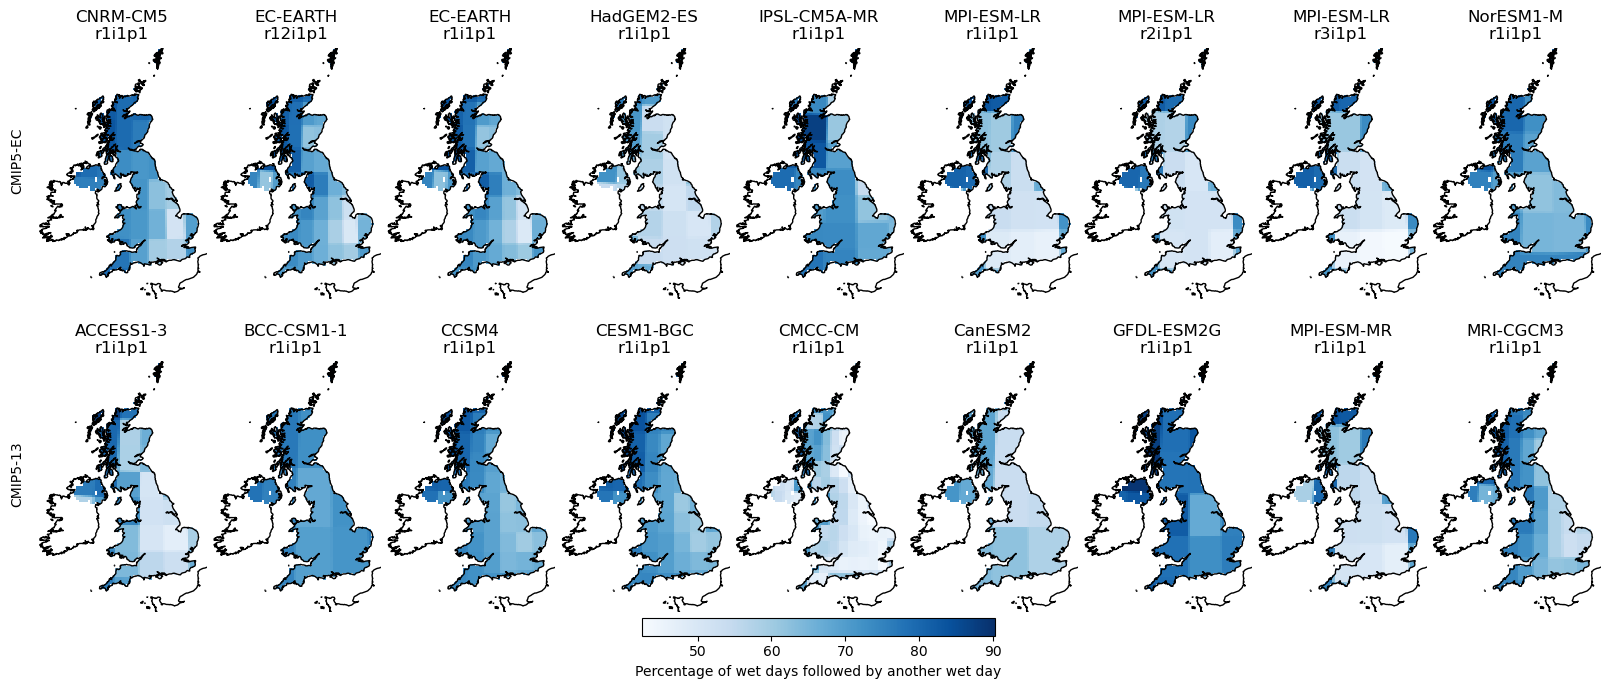 CNRM-CM5 EC-EARTH EC-EARTH HadGEM2-ES IPSL-CM5A-MR MPI-ESM-LR MPI-ESM-LR MPI-ESM-LR NorESM1-M
r1i1p1 r12i1p1 r1i1p1 r1i1p1 r1i1p1 r1i1p1 r2i1p1 r3i1p1 r1i1p1
CMIP5-EC
ACCESS1-3 BCC-CSM1-1 CCSM4 CESM1-BGC CMCC-CM CanESM2 GFDL-ESM2G MPI-ESM-MR MRI-CGCM3
r1i1p1 r1i1p1 r1i1p1 r1i1p1 r1i1p1 r1i1p1 r1i1p1 r1i1p1 r1i1p1
CMIP5-13
50 60 70 80 90
Percentage of wet days followed by another wet day